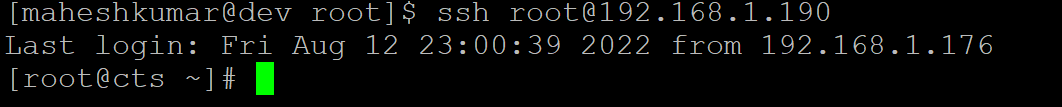 [maheshkumar@dev root]$ ssh root@192.168.1.190
Last login: Fri Aug 12 23:00:39 2022 from 192.168.1.176
[root@cts ~]#